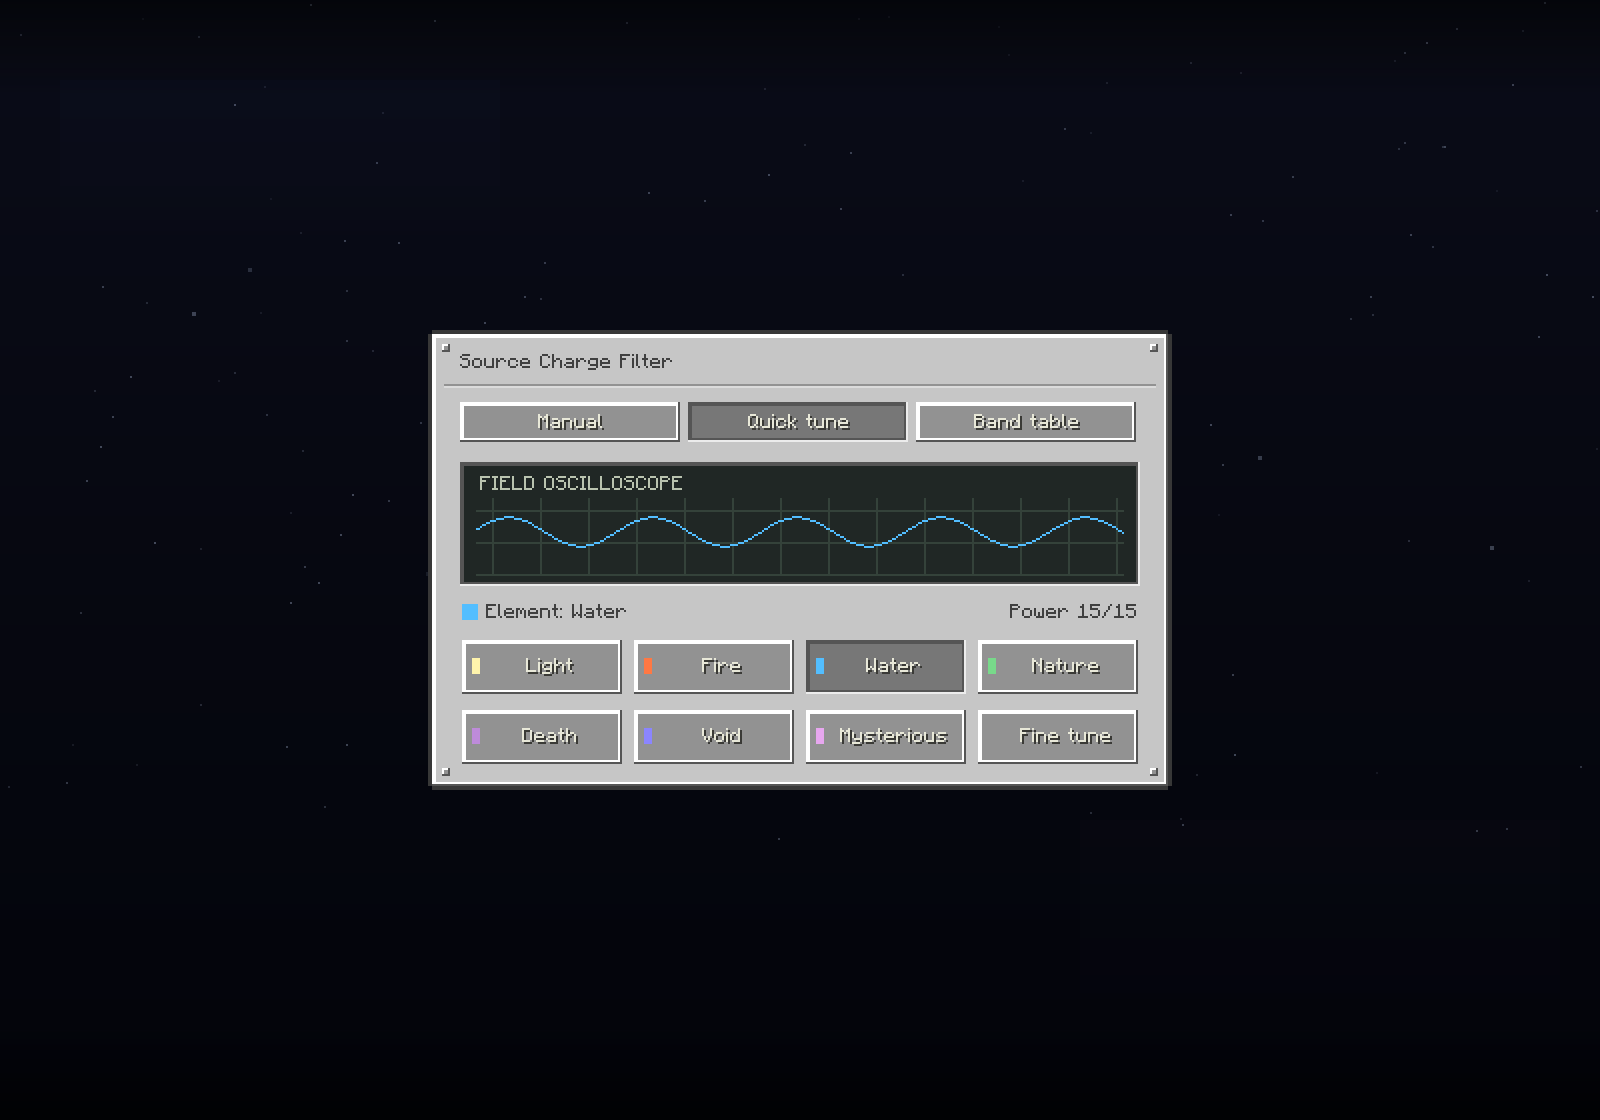 Source Charge Filter
Manual
Quick tune
Band table
FIELD OSCILLOSCOPE
Element: Water
Power 15/15
Light
Fire
Water
Nature
Death
Void
Mysterious
Fine tune